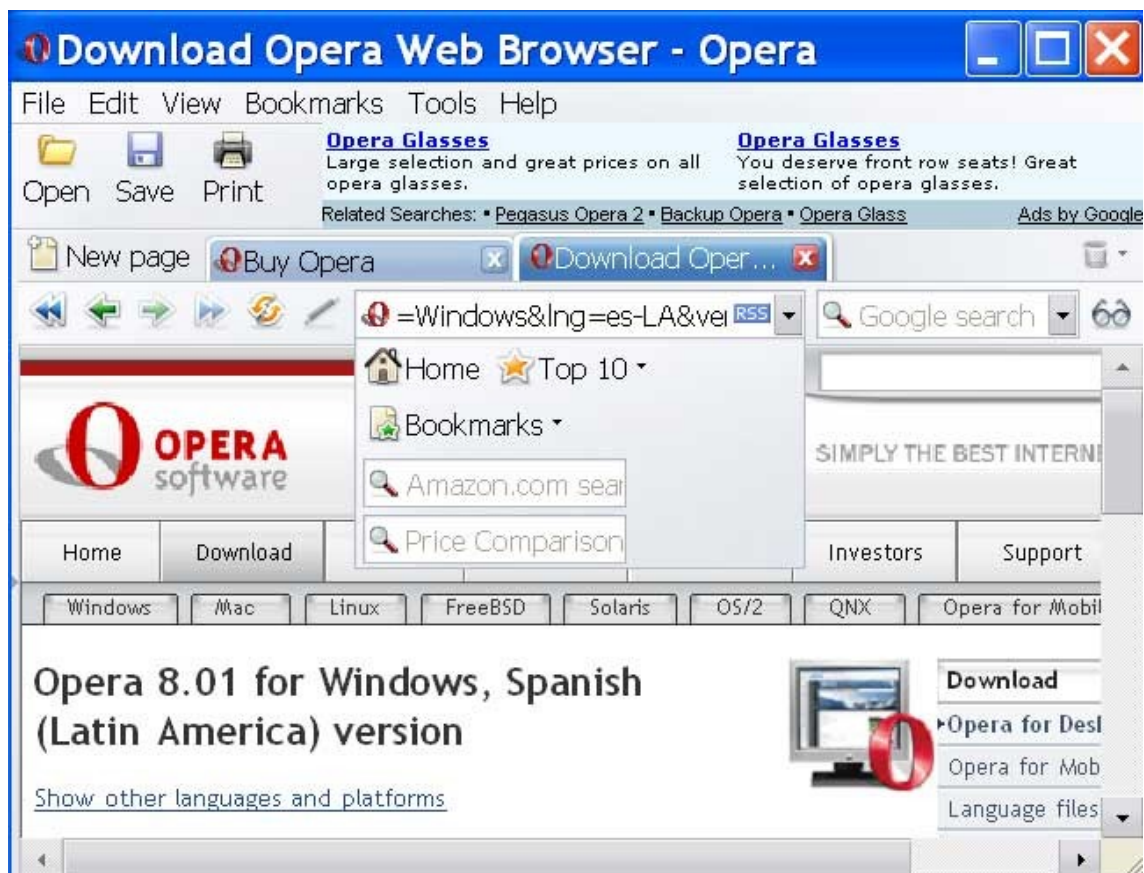 Download Opera Web Browser - Opera
File Edit View Bookmarks Tools Help
Open Save Print
Opera Glasses
Large selection and great prices on all
opera glasses.
Opera Glasses
You deserve front row seats! Great
selection of opera glasses.
Related Searches: • Pegasus Opera 2 • Backup Opera • Opera Glass Ads by Google
New page Buy Opera Download Oper...
=Windows&lng=es-LA&ver RSS Google search
Home Top 10
Bookmarks
Amazon.com sear
Price Comparison
OPERA
software
SIMPLY THE BEST INTERNE
Home Download Investors Support
Windows Mac Linux FreeBSD Solaris OS/2 QNX Opera for Mobil
Opera 8.01 for Windows, Spanish
(Latin America) version
Show other languages and platforms
Download
Opera for Desl
Opera for Mob
Language files